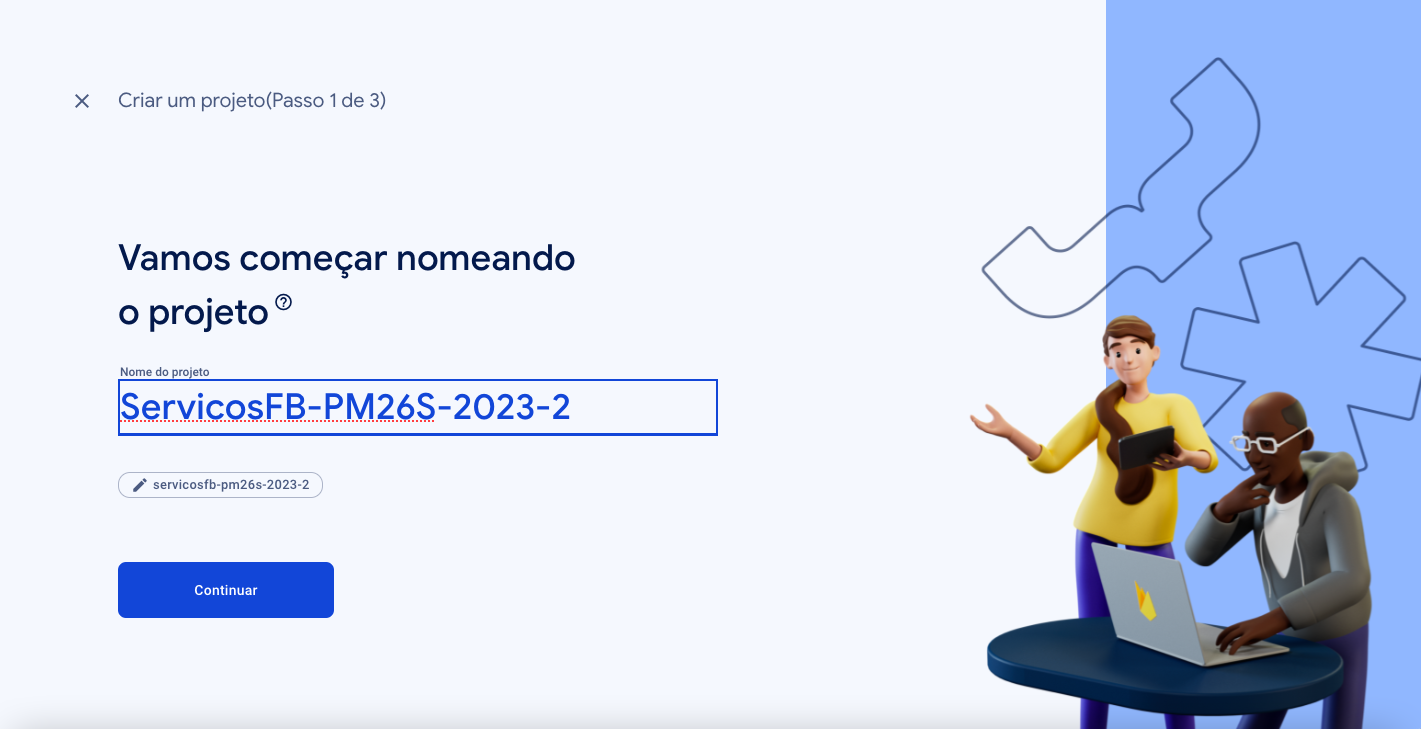 Criar um projeto(Passo 1 de 3)
Vamos começar nomeando
o projeto
Nome do projeto
ServicosFB-PM26S-2023-2
servicosfb-pm26s-2023-2
Continuar